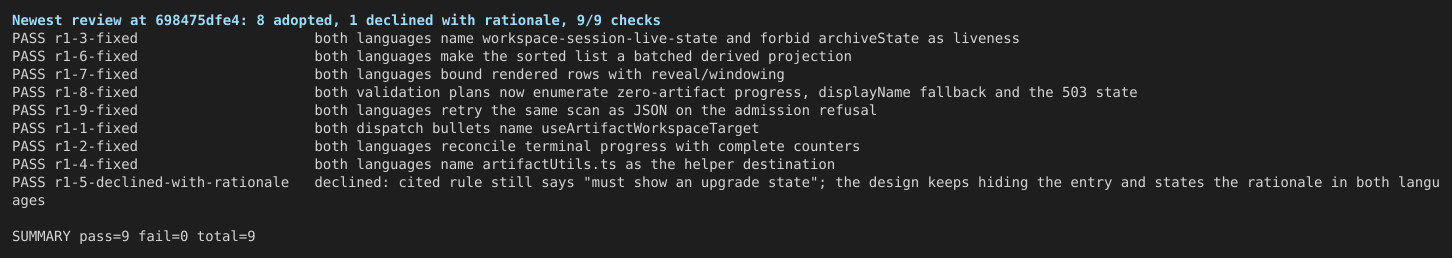 Newest review at 698475dfe4: 8 adopted, 1 declined with rationale, 9/9 checks
PASS r1-3-fixed                     both languages name workspace-session-live-state and forbid archiveState as liveness
PASS r1-6-fixed                     both languages make the sorted list a batched derived projection
PASS r1-7-fixed                     both languages bound rendered rows with reveal/windowing
PASS r1-8-fixed                     both validation plans now enumerate zero-artifact progress, displayName fallback and the 503 state
PASS r1-9-fixed                     both languages retry the same scan as JSON on the admission refusal
PASS r1-1-fixed                     both dispatch bullets name useArtifactWorkspaceTarget
PASS r1-2-fixed                     both languages reconcile terminal progress with complete counters
PASS r1-4-fixed                     both languages name artifactUtils.ts as the helper destination
PASS r1-5-declined-with-rationale   declined: cited rule still says "must show an upgrade state"; the design keeps hiding the entry and states the rationale in both langu
ages
SUMMARY pass=9 fail=0 total=9